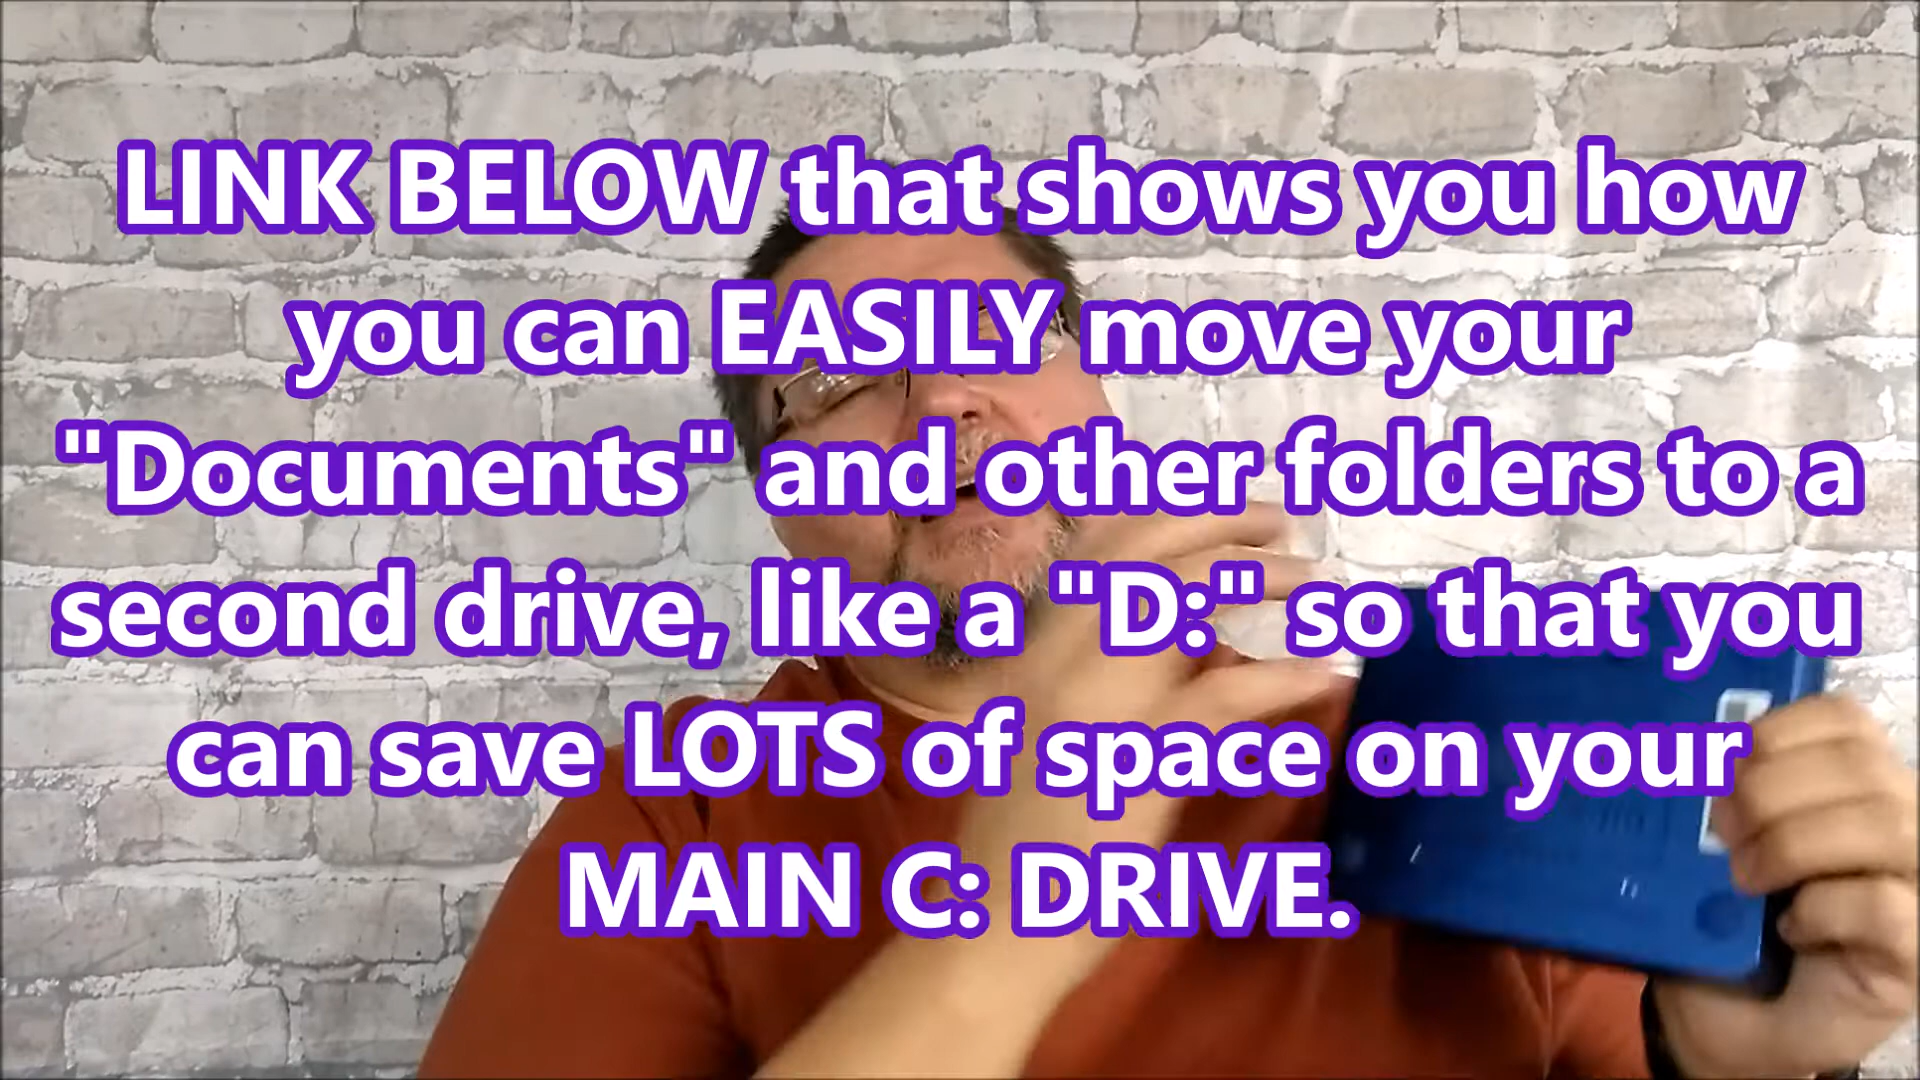 LINK BELOW that shows you how
you can EASILY move your
"Documents" and other folders to a
second drive, like a "D:" so that you
can save LOTS of space on your
MAIN C: DRIVE.